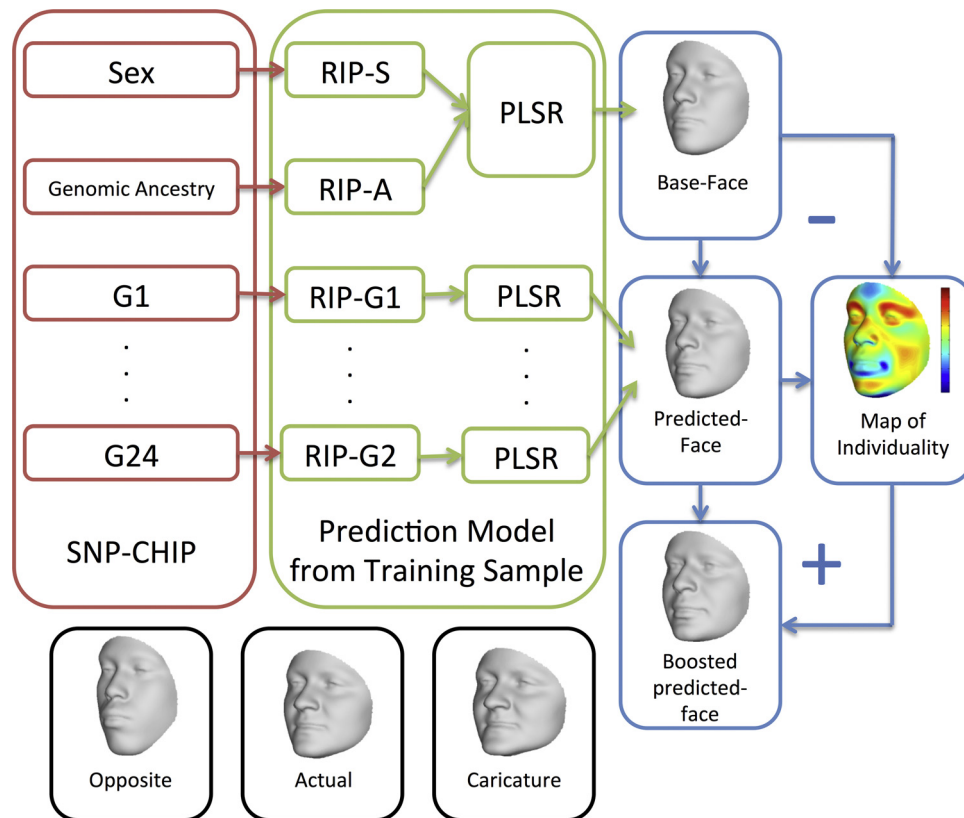 Sex
RIP-S
PLSR
Base-Face
Genomic Ancestry
RIP-A
−
G1
RIP-G1
PLSR
Predicted-
Face
Map of
Individuality
G24
RIP-G2
PLSR
SNP-CHIP
Prediction Model
from Training Sample
+
Boosted
predicted-
face
Opposite
Actual
Caricature